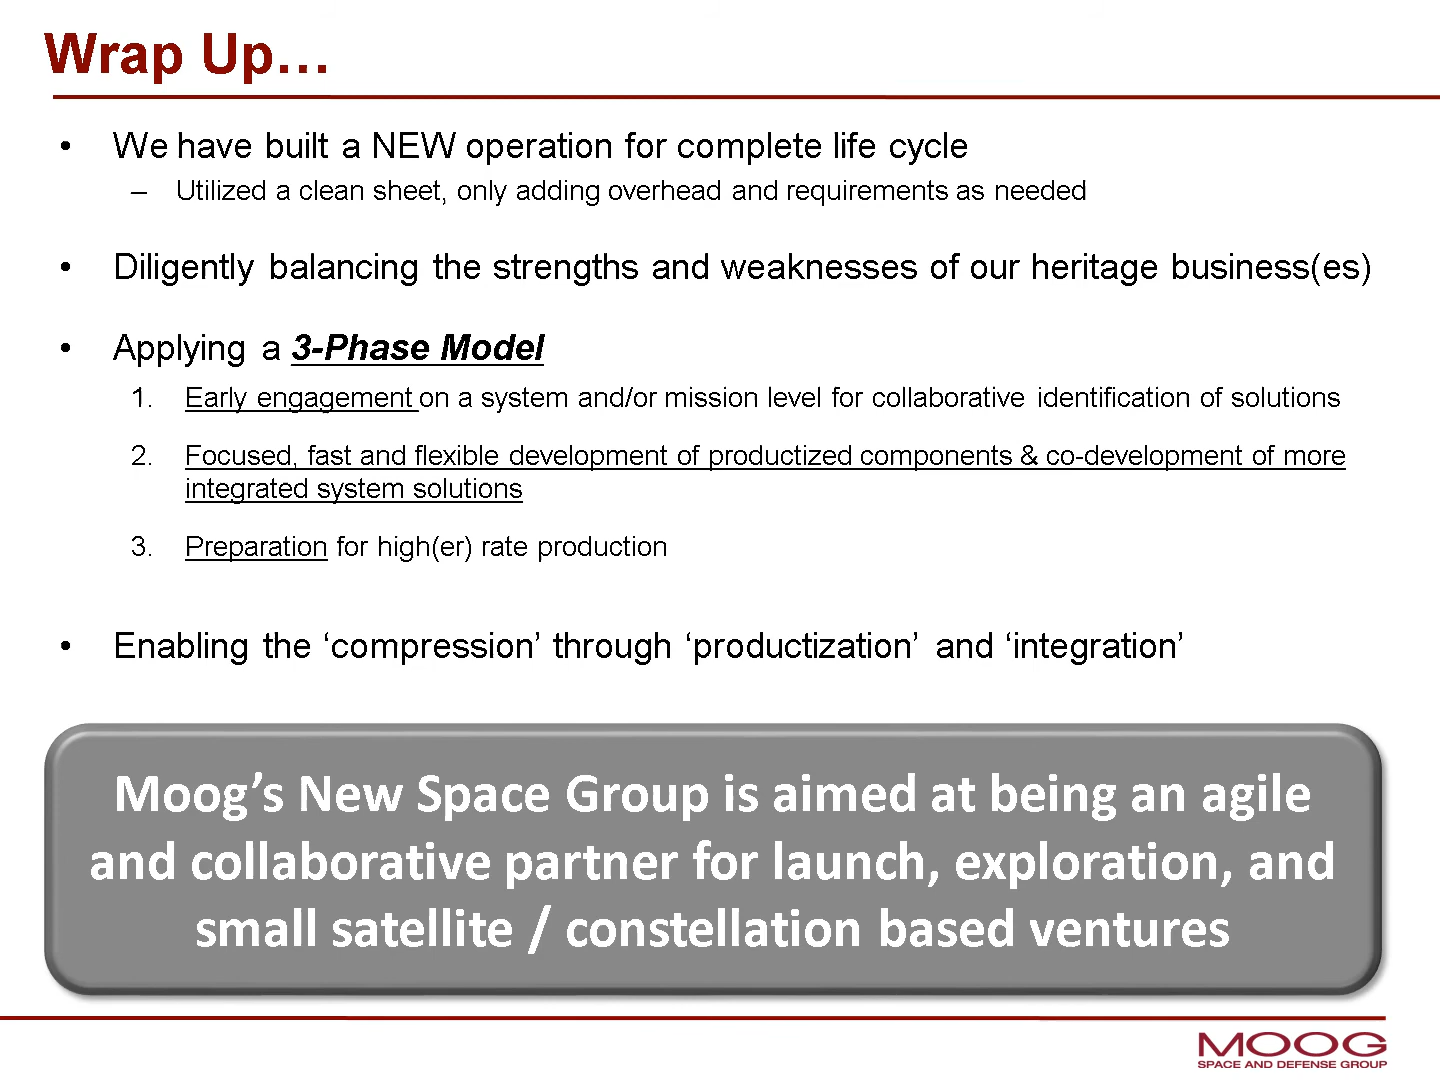 Wrap Up…
• We have built a NEW operation for complete life cycle
– Utilized a clean sheet, only adding overhead and requirements as needed
• Diligently balancing the strengths and weaknesses of our heritage business(es)
• Applying a 3-Phase Model
1. Early engagement on a system and/or mission level for collaborative identification of solutions
2. Focused, fast and flexible development of productized components & co-development of more
integrated system solutions
3. Preparation for high(er) rate production
• Enabling the ‘compression’ through ‘productization’ and ‘integration’
Moog’s New Space Group is aimed at being an agile
and collaborative partner for launch, exploration, and
small satellite / constellation based ventures
MOOG
SPACE AND DEFENSE GROUP